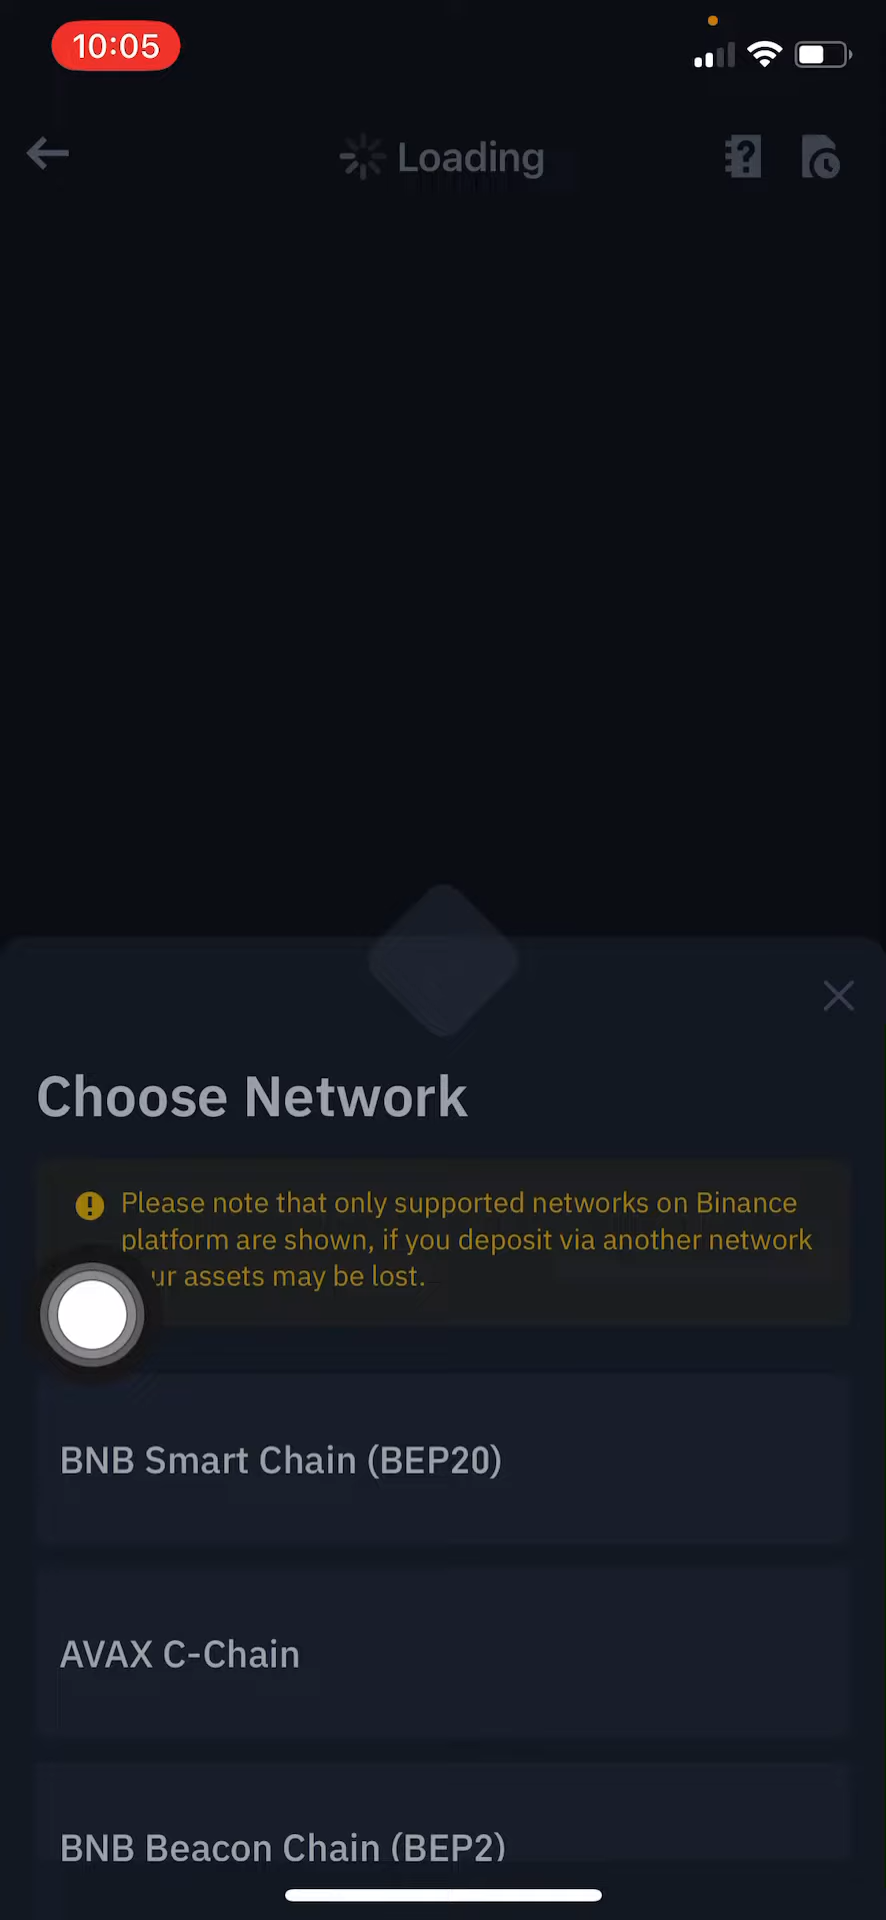 10:05
Loading
Choose Network
Please note that only supported networks on Binance
platform are shown, if you deposit via another network
ur assets may be lost.
BNB Smart Chain (BEP20)
AVAX C-Chain
BNB Beacon Chain (BEP2)